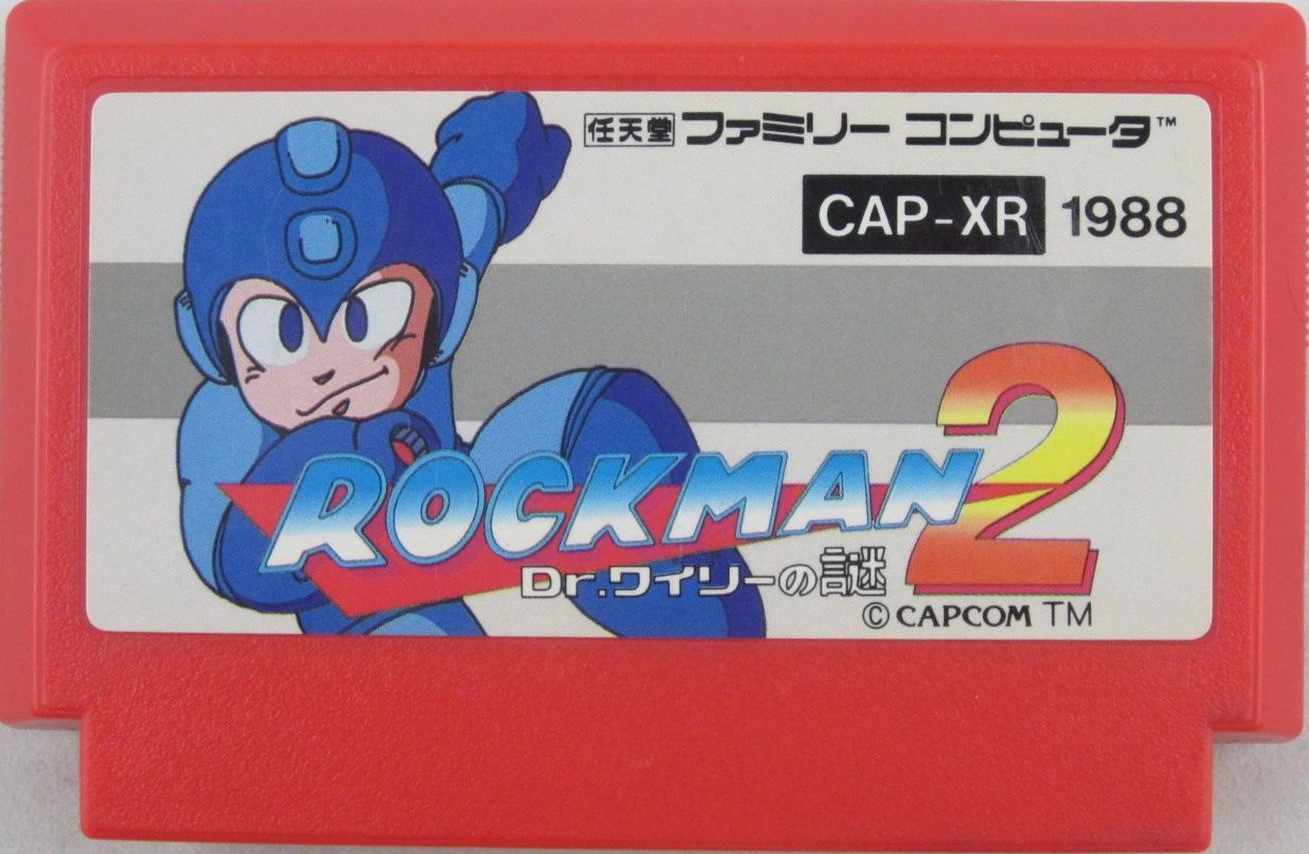 任天堂 ファミリー コンピュータ™
CAP-XR 1988
ROCKMAN 2
Dr.ワイリーの謎
© CAPCOM TM